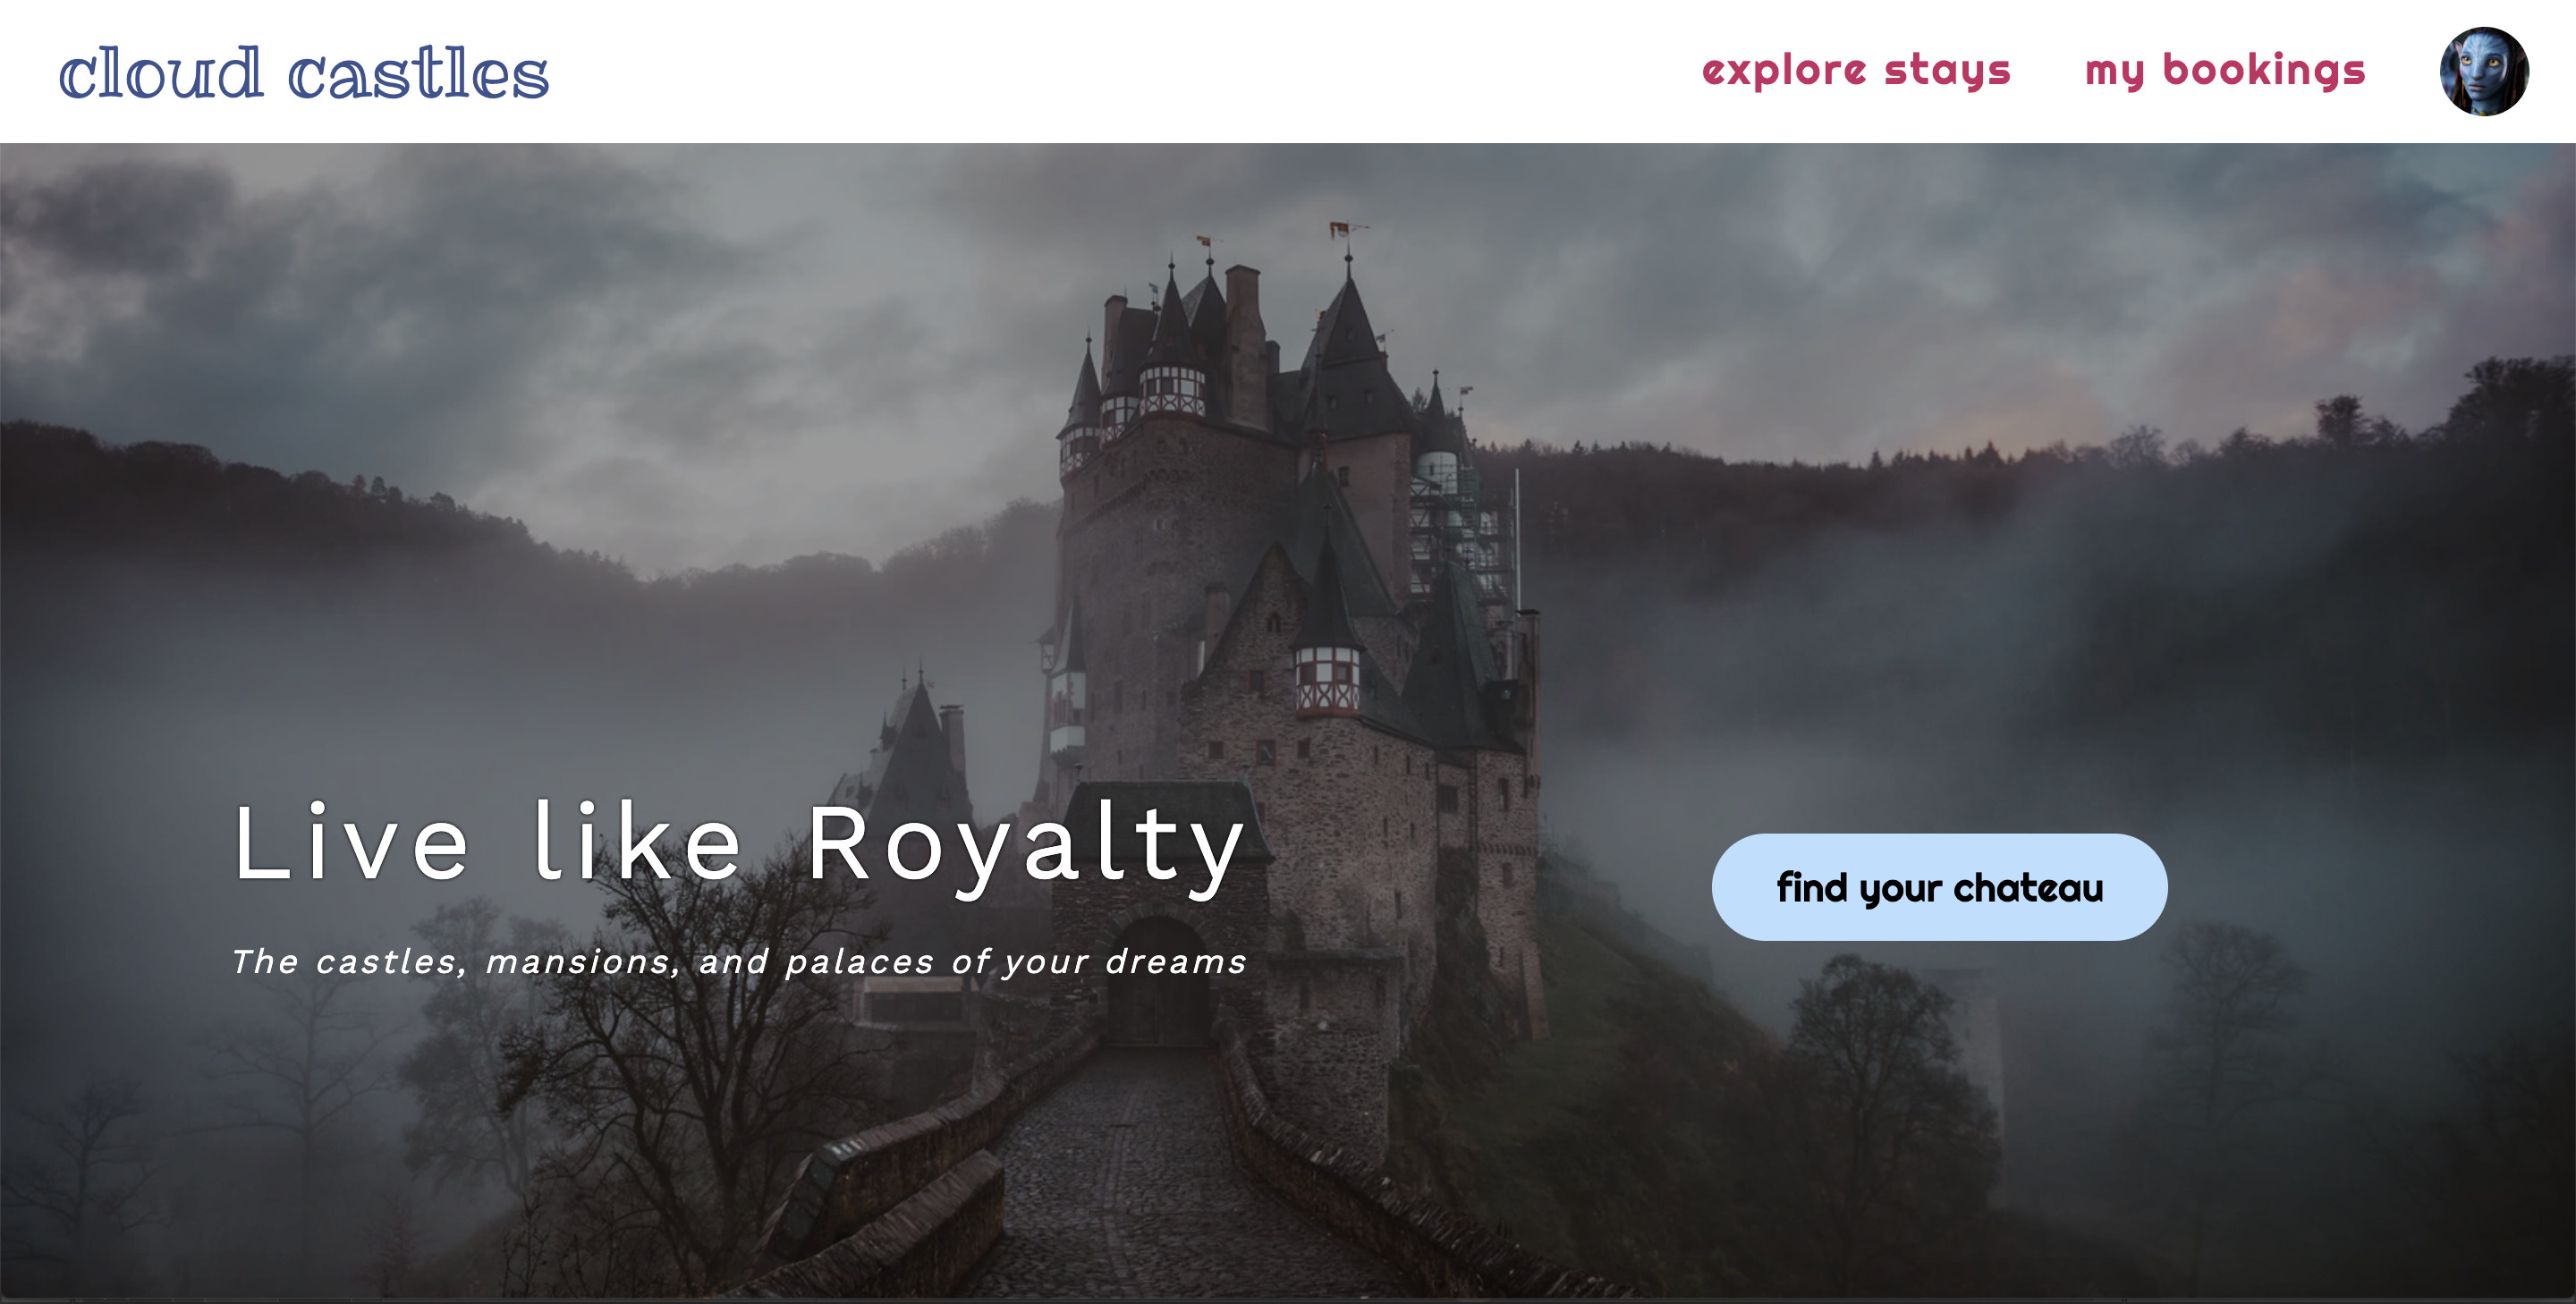 cloud castles
explore stays
my bookings
Live like Royalty
find your chateau
The castles, mansions, and palaces of your dreams